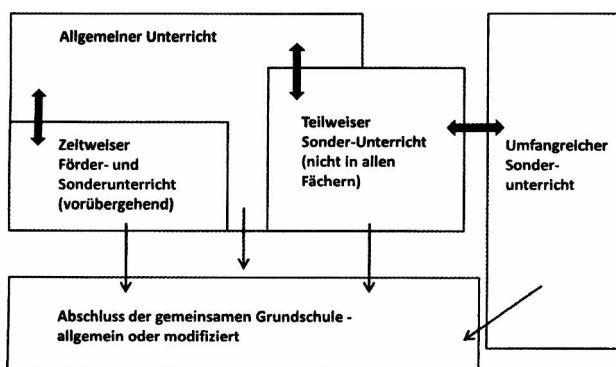 Allgemeiner Unterricht
Zeitweiser
Förder- und
Sonderunterricht
(vorübergehend)
Teilweiser
Sonder-Unterricht
(nicht in allen
Fächern)
Umfangreicher
Sonder-
unterricht
Abschluss der gemeinsamen Grundschule -
allgemein oder modifiziert